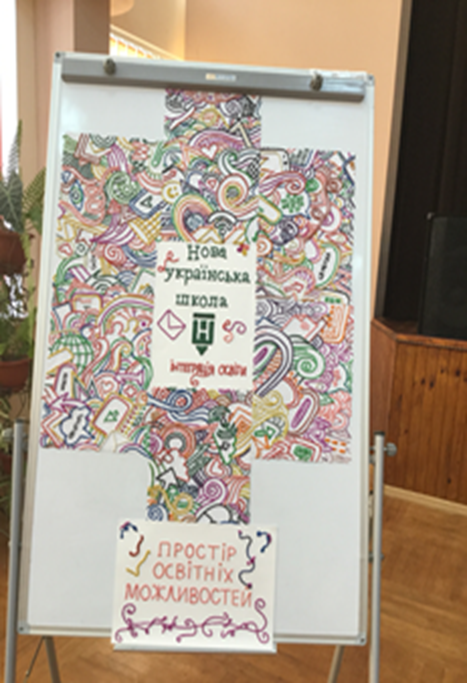 Нова
українська
школа
Н
інтеграція освіти
ПРОСТІР
ОСВІТНІХ
МОЖЛИВОСТЕЙ